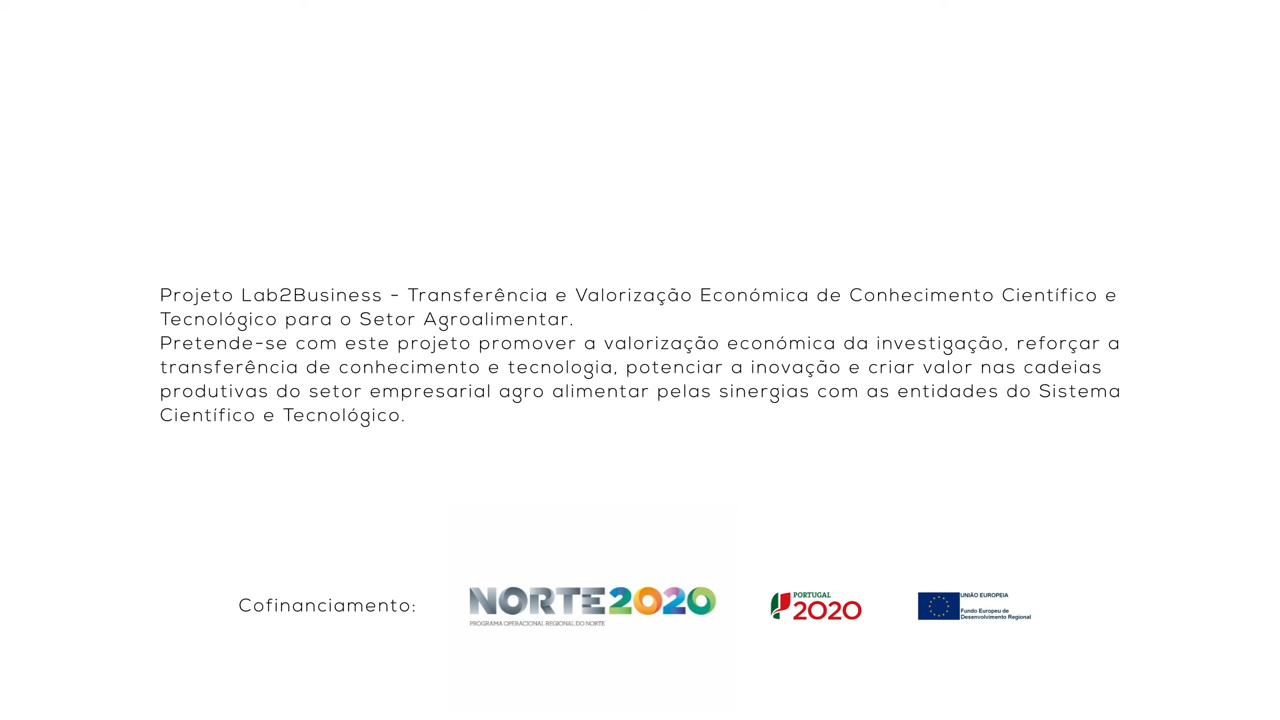 Projeto Lab2Business - Transferência e Valorização Económica de Conhecimento Científico e
Tecnológico para o Setor Agroalimentar.
Pretende-se com este projeto promover a valorização económica da investigação, reforçar a
transferência de conhecimento e tecnologia, potenciar a inovação e criar valor nas cadeias
produtivas do setor empresarial agro alimentar pelas sinergias com as entidades do Sistema
Científico e Tecnológico.
Cofinanciamento:
NORTE2020
PROGRAMA OPERACIONAL REGIONAL DO NORTE
PORTUGAL
2020
UNIÃO EUROPEIA
Fundo Europeu de
Desenvolvimento Regional